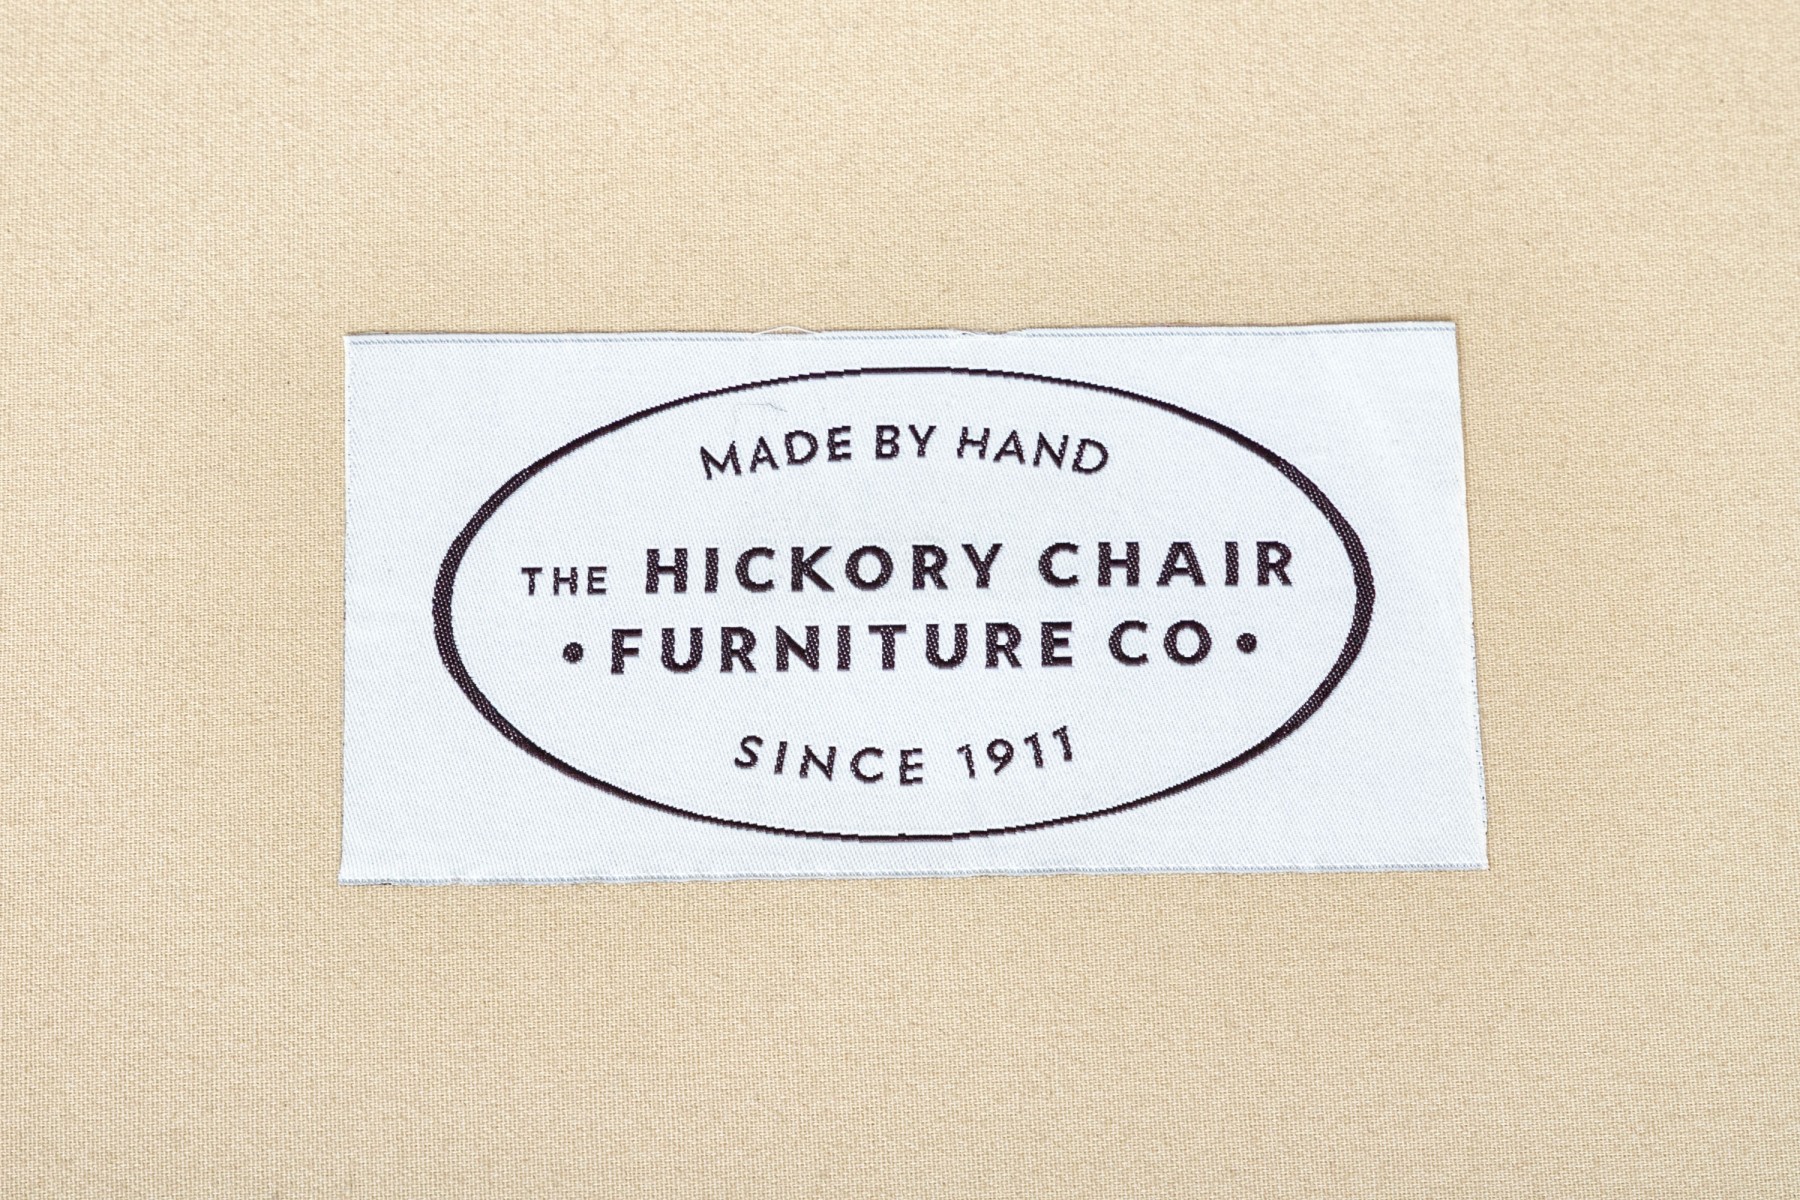 MADE BY HAND
THE HICKORY CHAIR
• FURNITURE CO •
SINCE 1911